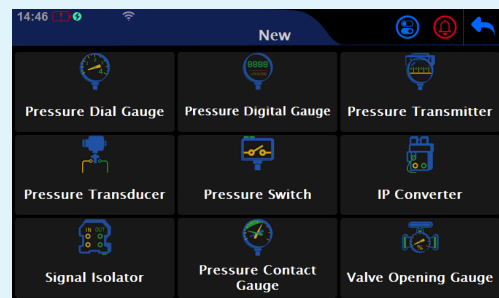 14:46
New
Pressure Dial Gauge
Pressure Digital Gauge
Pressure Transmitter
Pressure Transducer
Pressure Switch
IP Converter
Signal Isolator
Pressure Contact
Gauge
Valve Opening Gauge